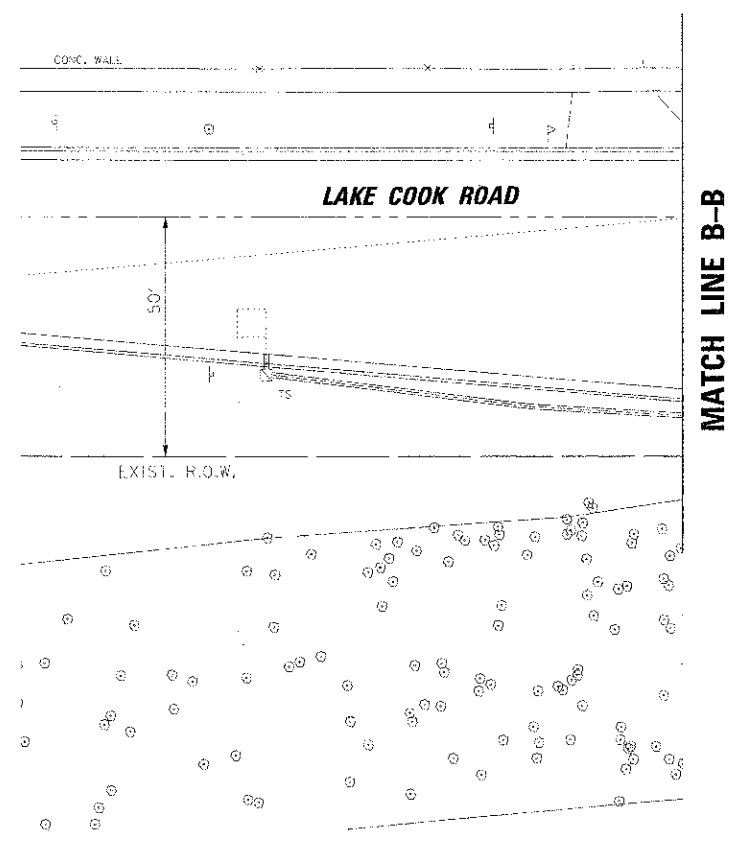 CONC. WALL
LAKE COOK ROAD
MATCH LINE B–B
50'
TS
EXIST. R.O.W.